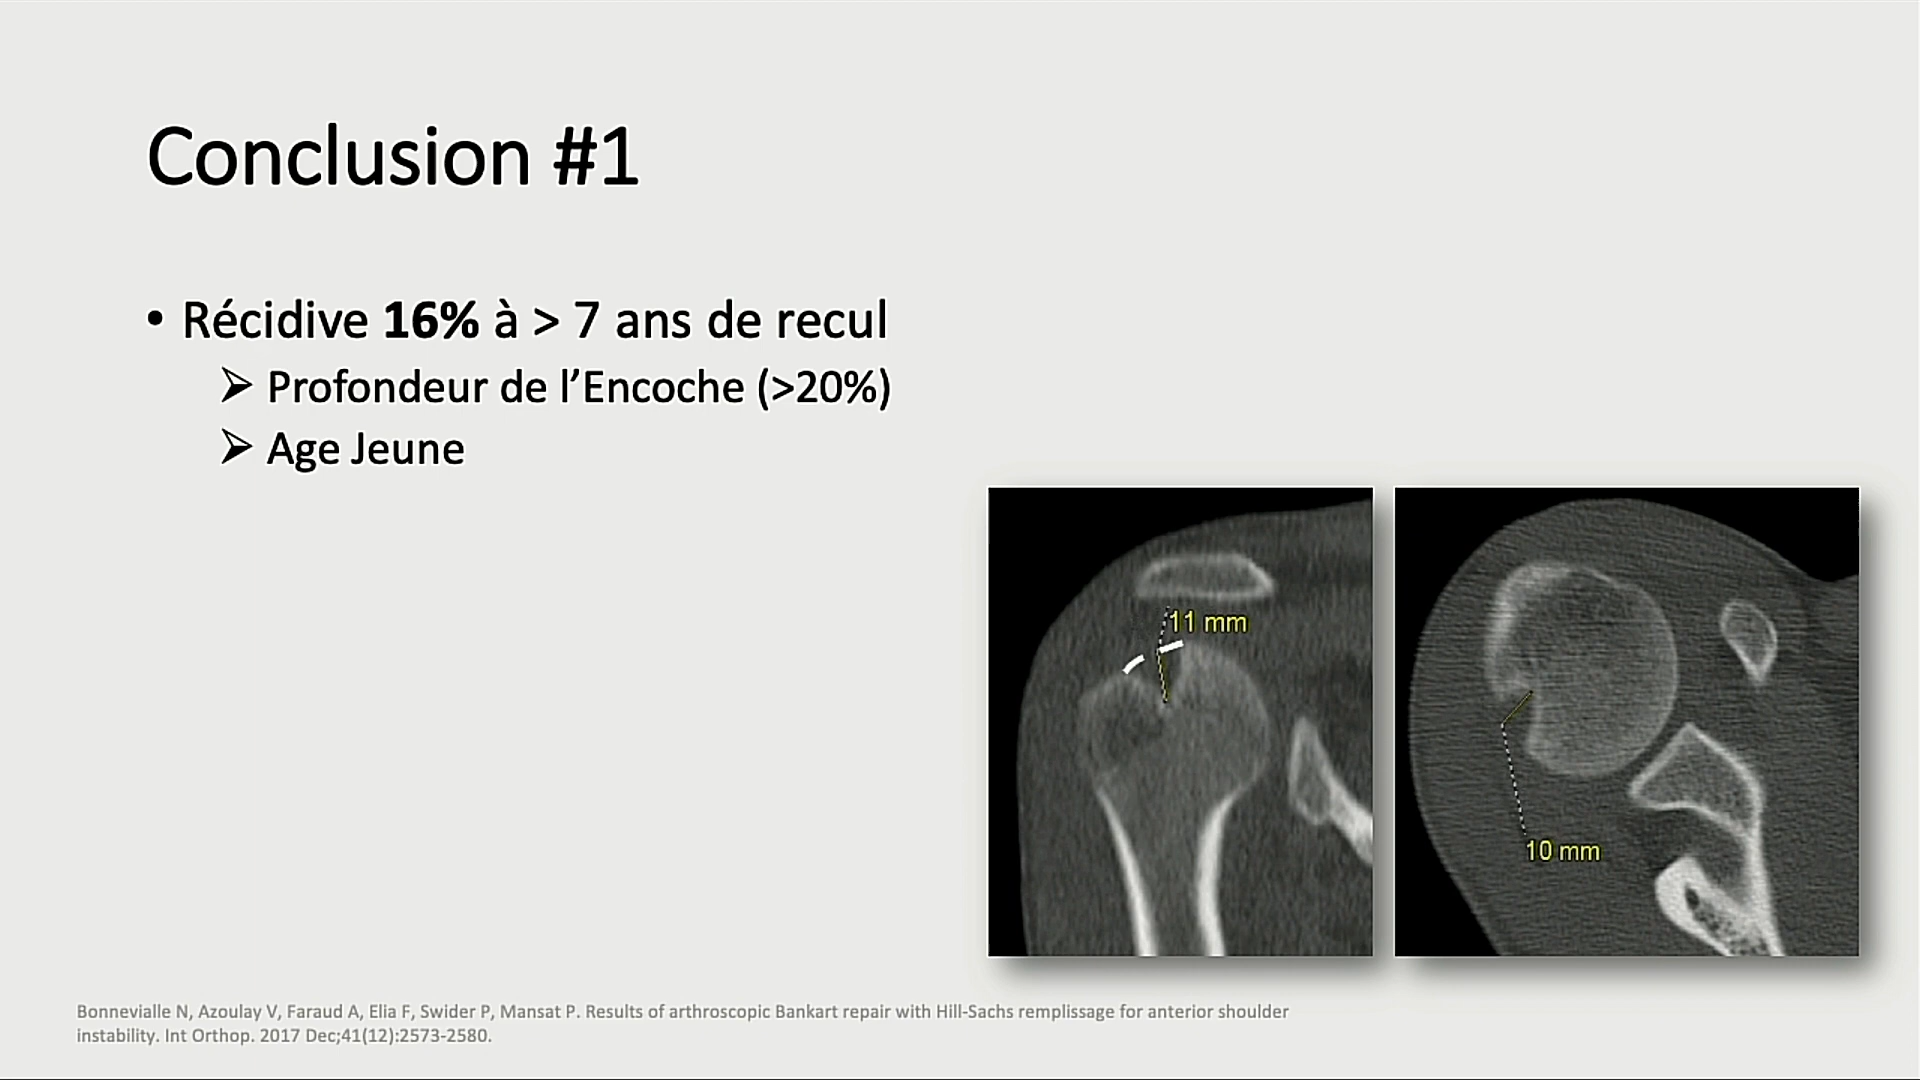 Conclusion #1
• Récidive 16% à > 7 ans de recul
➢ Profondeur de l’Encoche (>20%)
➢ Age Jeune
11 mm
10 mm
Bonnevialle N, Azoulay V, Faraud A, Elia F, Swider P, Mansat P. Results of arthroscopic Bankart repair with Hill-Sachs remplissage for anterior shoulder
instability. Int Orthop. 2017 Dec;41(12):2573-2580.